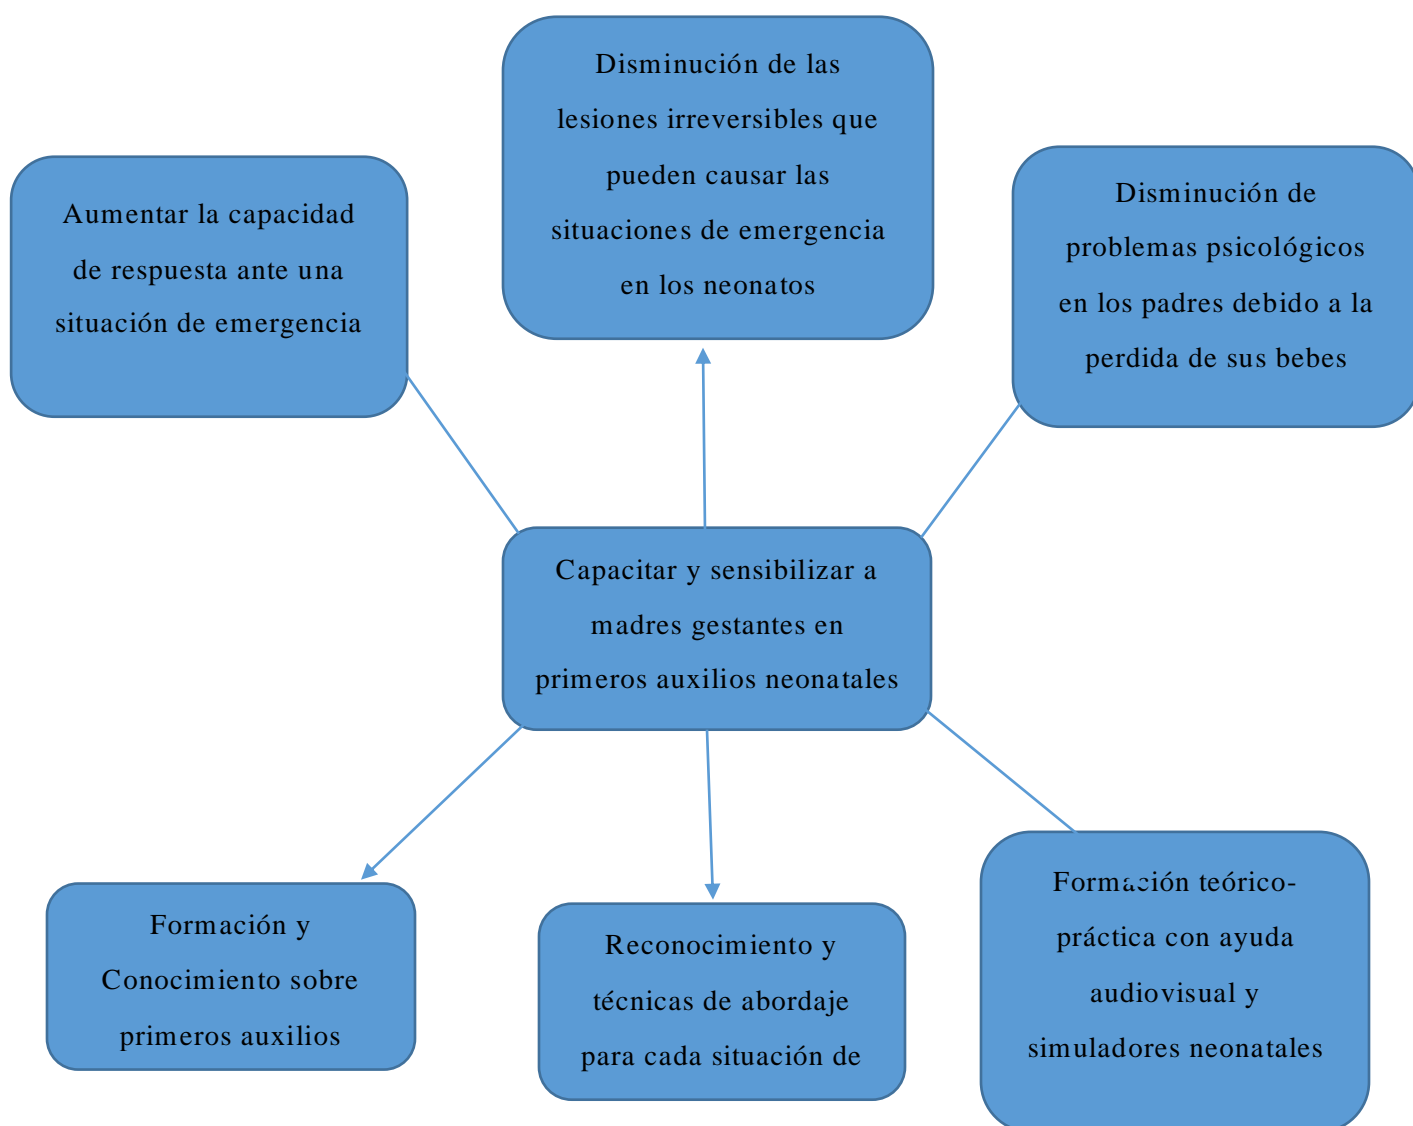 Disminución de las
lesiones irreversibles que
pueden causar las
situaciones de emergencia
en los neonatos
Aumentar la capacidad
de respuesta ante una
situación de emergencia
Disminución de
problemas psicológicos
en los padres debido a la
perdida de sus bebes
Capacitar y sensibilizar a
madres gestantes en
primeros auxilios neonatales
Formación y
Conocimiento sobre
primeros auxilios
Reconocimiento y
técnicas de abordaje
para cada situación de
Formación teórico-
práctica con ayuda
audiovisual y
simuladores neonatales